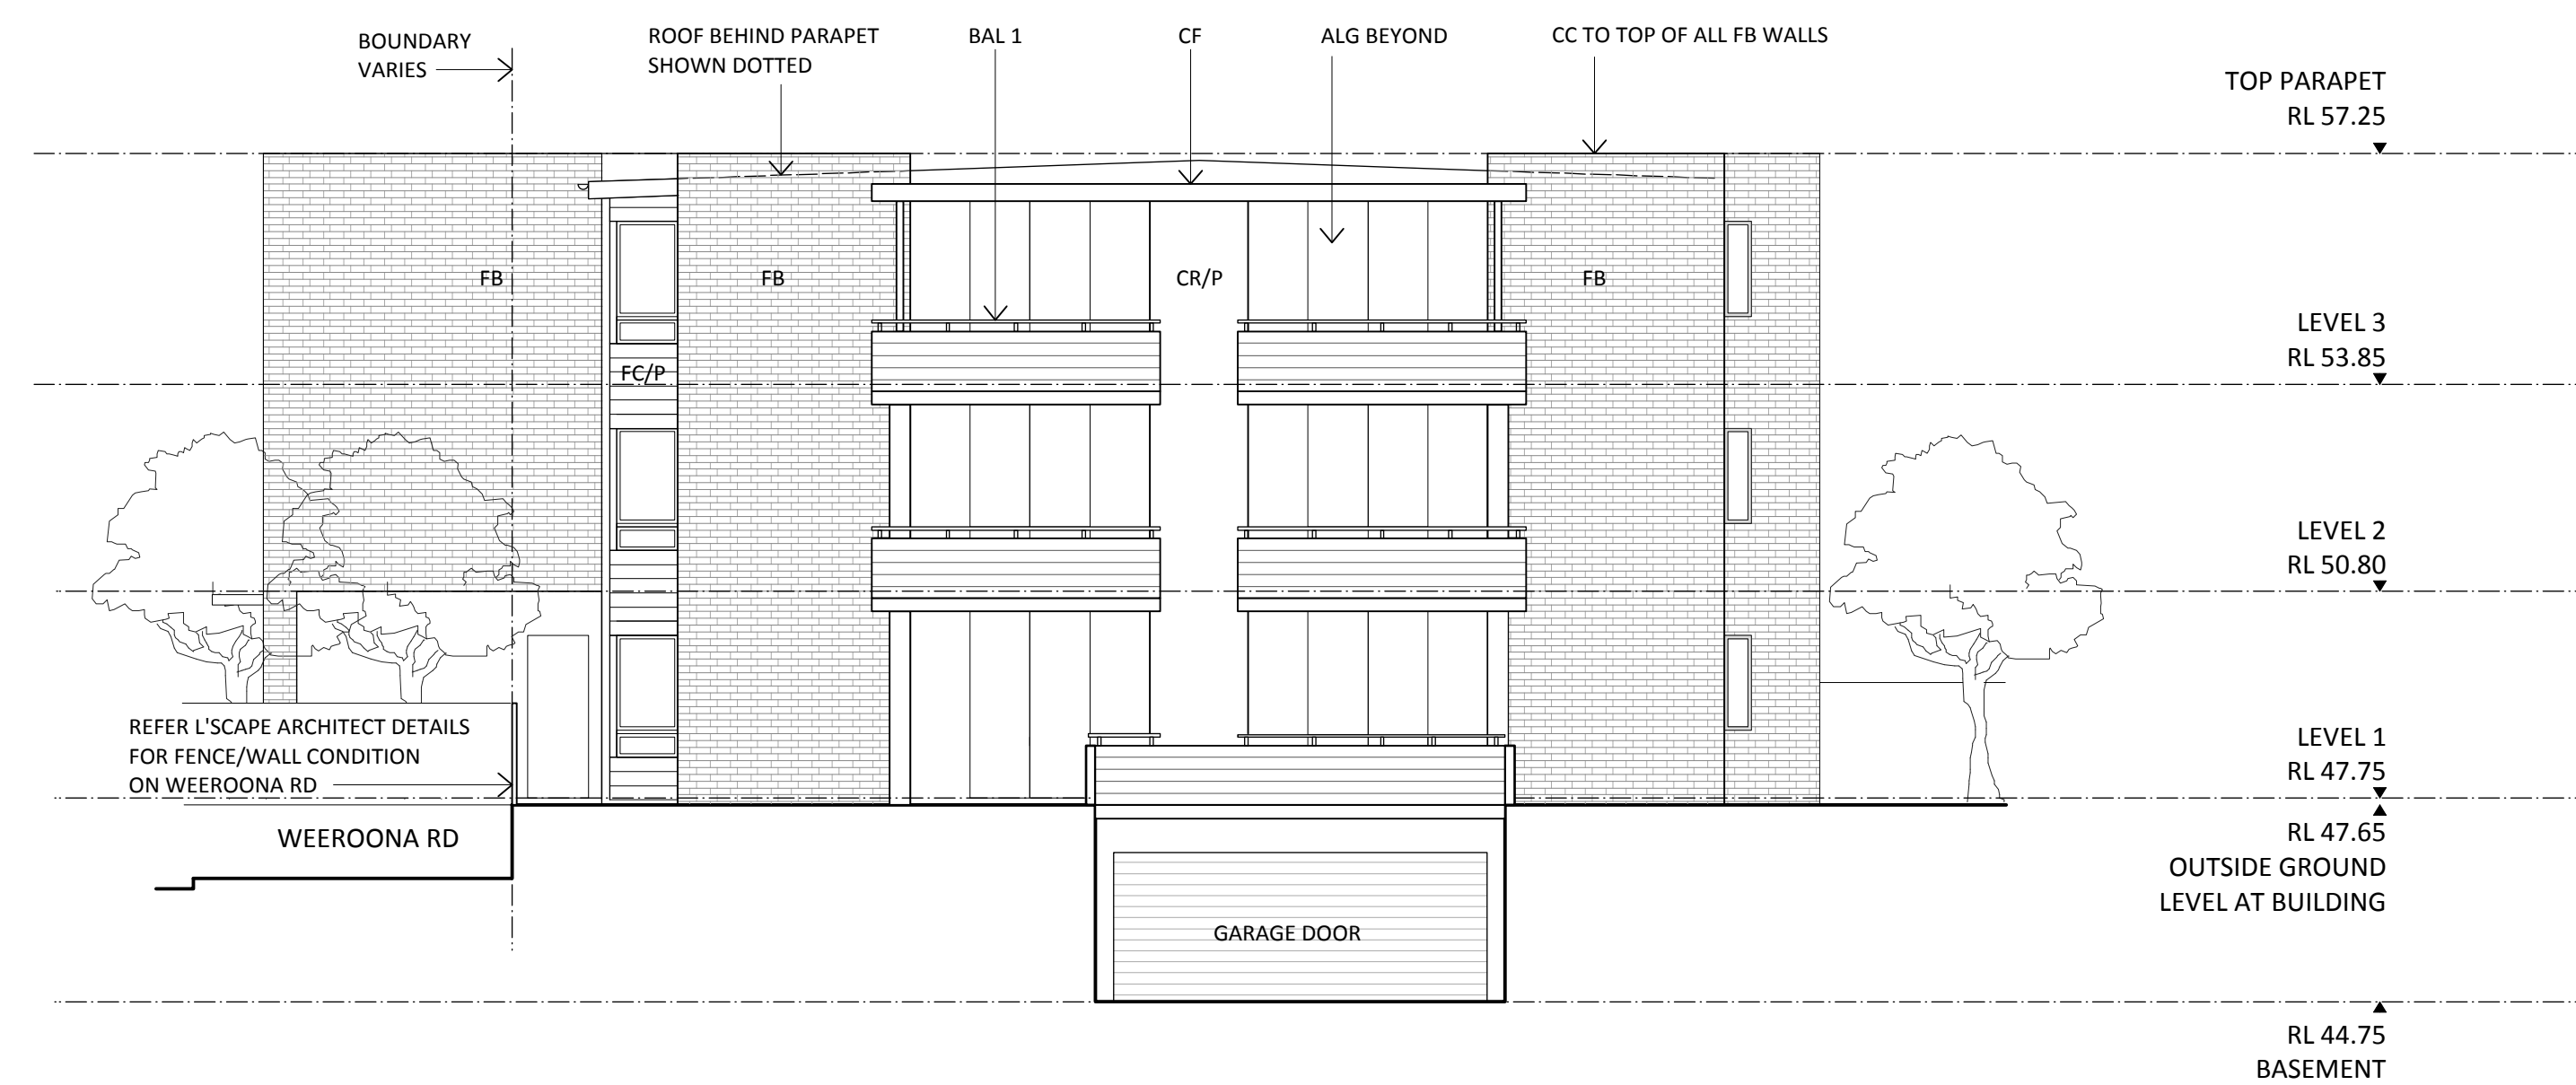 BOUNDARY
VARIES
ROOF BEHIND PARAPET
SHOWN DOTTED
BAL 1
CF
ALG BEYOND
CC TO TOP OF ALL FB WALLS
TOP PARAPET
RL 57.25
FB
FB
CR/P
FB
LEVEL 3
RL 53.85
FC/P
LEVEL 2
RL 50.80
REFER L'SCAPE ARCHITECT DETAILS
FOR FENCE/WALL CONDITION
ON WEEROONA RD
LEVEL 1
RL 47.75
WEEROONA RD
RL 47.65
OUTSIDE GROUND
LEVEL AT BUILDING
GARAGE DOOR
RL 44.75
BASEMENT